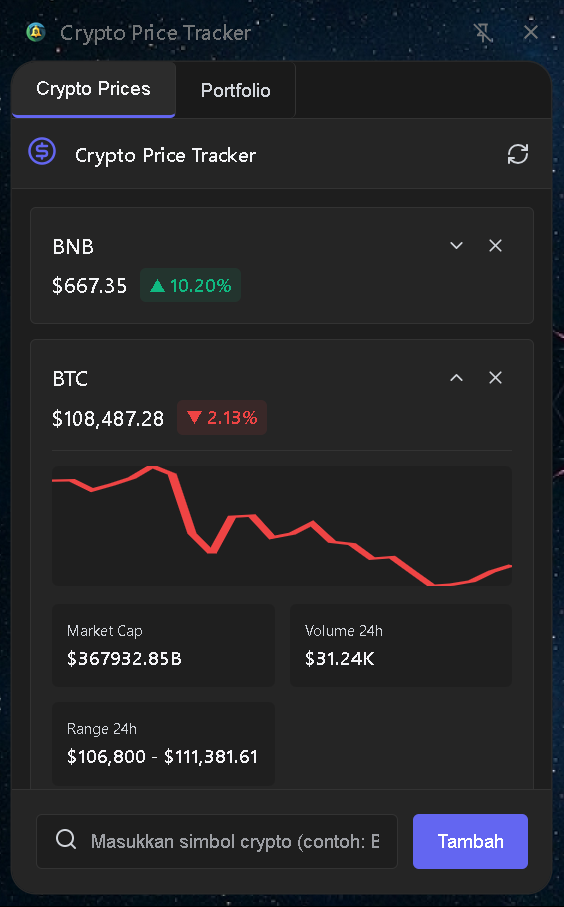 Crypto Price Tracker
Crypto Prices Portfolio
Crypto Price Tracker
BNB
$667.35 ▲ 10.20%
BTC
$108,487.28 ▼ 2.13%
Market Cap
$367932.85B
Volume 24h
$31.24K
Range 24h
$106,800 - $111,381.61
Masukkan simbol crypto (contoh: B
Tambah